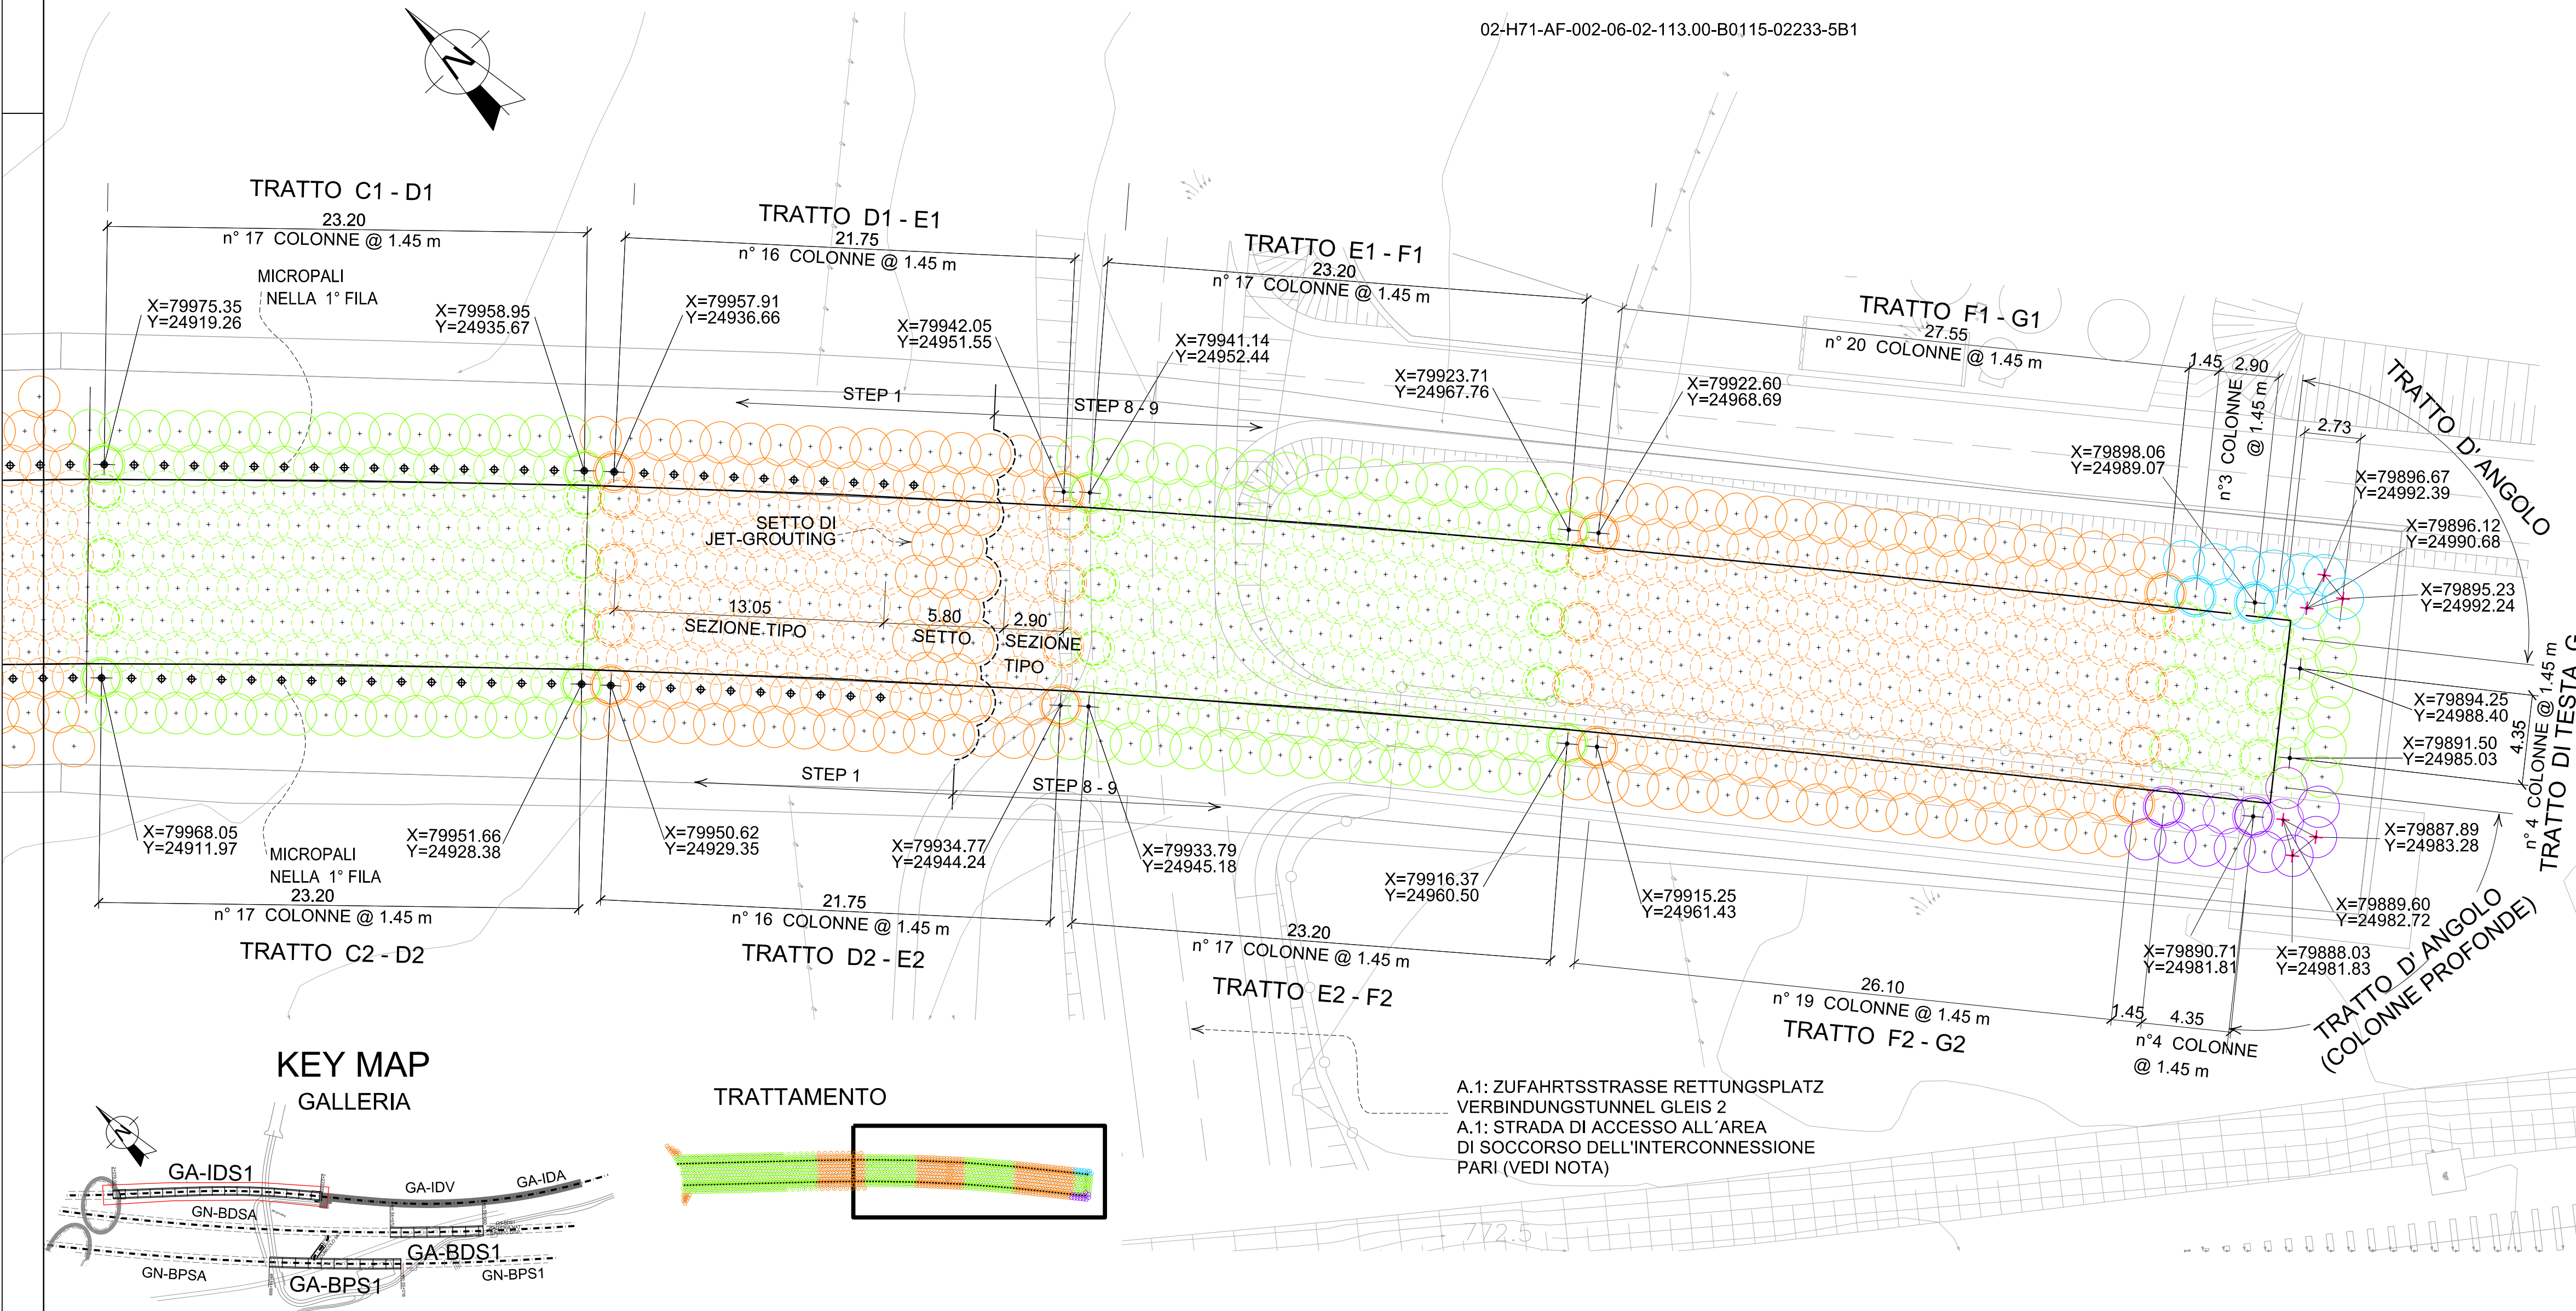 02-H71-AF-002-06-02-113.00-B0115-02233-5B1
N
TRATTO C1 - D1
23.20
n° 17 COLONNE @ 1.45 m
TRATTO D1 - E1
21.75
n° 16 COLONNE @ 1.45 m
TRATTO E1 - F1
23.20
n° 17 COLONNE @ 1.45 m
TRATTO F1 - G1
27.55
n° 20 COLONNE @ 1.45 m
1.45
2.90
n°3 COLONNE
@ 1.45 m
2.73
TRATTO D'ANGOLO
MICROPALI
NELLA 1° FILA
X=79975.35
Y=24919.26
X=79958.95
Y=24935.67
X=79957.91
Y=24936.66
X=79942.05
Y=24951.55
X=79941.14
Y=24952.44
X=79923.71
Y=24967.76
X=79922.60
Y=24968.69
X=79898.06
Y=24989.07
X=79896.67
Y=24992.39
X=79896.12
Y=24990.68
X=79895.23
Y=24992.24
X=79894.25
Y=24988.40
X=79891.50
Y=24985.03
X=79887.89
Y=24983.28
X=79889.60
Y=24982.72
X=79888.03
Y=24981.83
X=79890.71
Y=24981.81
STEP 1
STEP 8 - 9
SETTO DI
JET-GROUTING
13.05
SEZIONE TIPO
5.80
SETTO
2.90
SEZIONE
TIPO
4.35
n° 4 COLONNE @ 1.45 m
TRATTO DI TESTA G
STEP 1
STEP 8 - 9
X=79968.05
Y=24911.97
MICROPALI
NELLA 1° FILA
X=79951.66
Y=24928.38
X=79950.62
Y=24929.35
X=79934.77
Y=24944.24
X=79933.79
Y=24945.18
X=79916.37
Y=24960.50
X=79915.25
Y=24961.43
23.20
n° 17 COLONNE @ 1.45 m
TRATTO C2 - D2
21.75
n° 16 COLONNE @ 1.45 m
TRATTO D2 - E2
23.20
n° 17 COLONNE @ 1.45 m
TRATTO E2 - F2
26.10
n° 19 COLONNE @ 1.45 m
TRATTO F2 - G2
1.45
4.35
n°4 COLONNE
@ 1.45 m
TRATTO D'ANGOLO
(COLONNE PROFONDE)
A.1: ZUFAHRTSSTRASSE RETTUNGSPLATZ
VERBINDUNGSTUNNEL GLEIS 2
A.1: STRADA DI ACCESSO ALL´AREA
DI SOCCORSO DELL'INTERCONNESSIONE
PARI (VEDI NOTA)
772.5
KEY MAP
GALLERIA
N
GA-IDS1
GA-IDV
GA-IDA
GN-BDSA
GA-BDS1
GN-BPSA
GA-BPS1
GN-BPS1
TRATTAMENTO